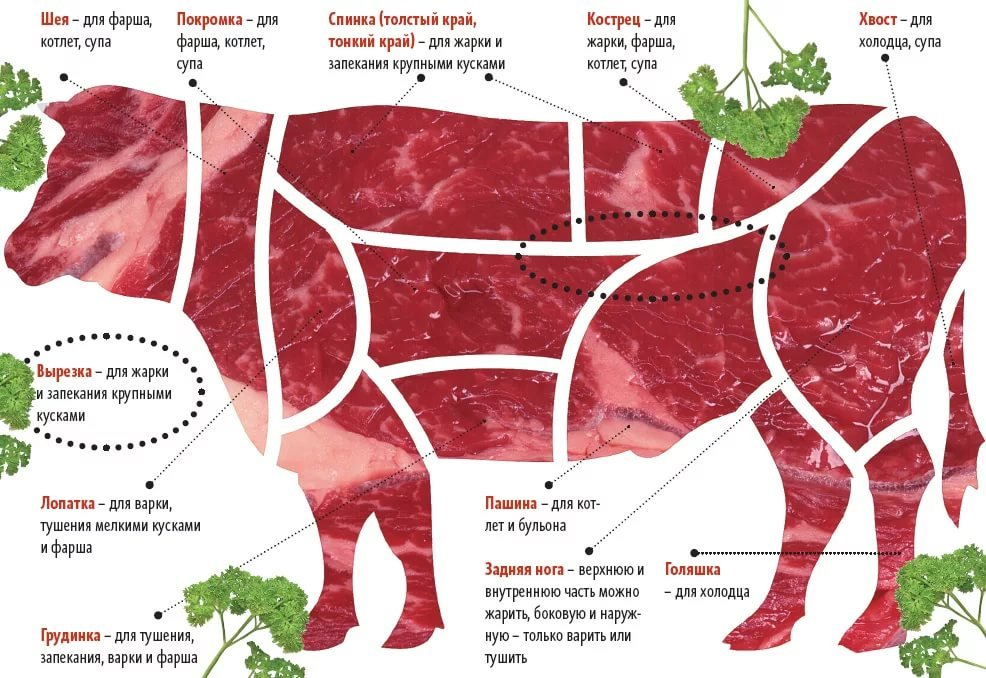 Шея – для фарша,
котлет, супа
Покромка – для
фарша, котлет,
супа
Спинка (толстый край,
тонкий край) – для жарки и
запекания крупными кусками
Кострец – для
жарки, фарша,
котлет, супа
Хвост – для
холодца, супа
Вырезка – для жарки
и запекания крупными
кусками
Лопатка – для варки,
тушения мелкими кусками
и фарша
Грудинка – для тушения,
запекания, варки и фарша
Пашина – для кот-
лет и бульона
Задняя нога – верхнюю и
внутреннюю часть можно
жарить, боковую и наруж-
ную – только варить или
тушить
Голяшка
– для холодца